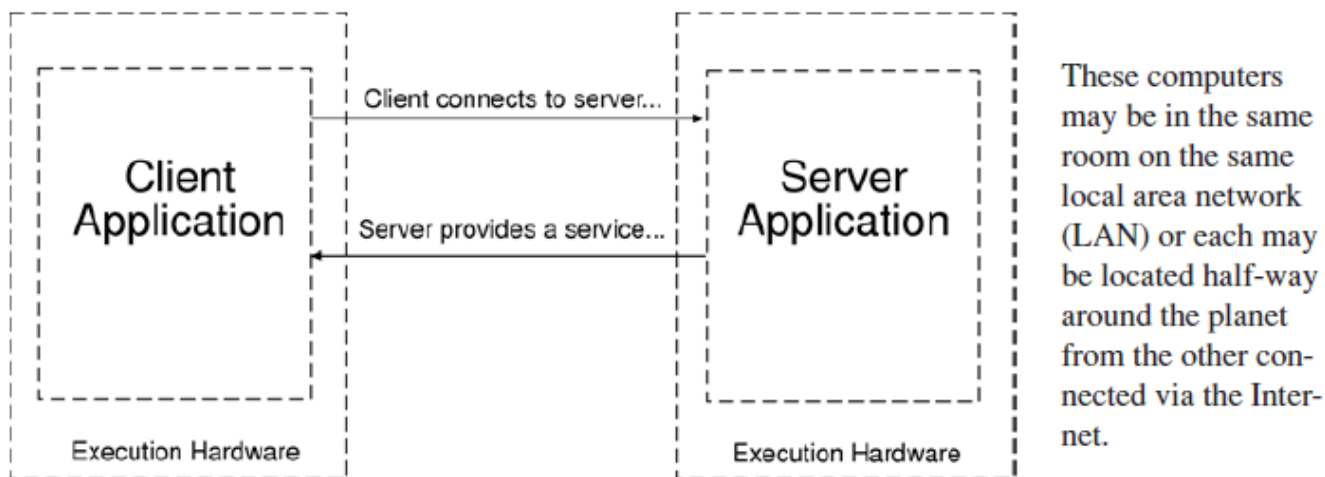 Client connects to server...
Client
Application
Server provides a service...
Server
Application
Execution Hardware
Execution Hardware
These computers
may be in the same
room on the same
local area network
(LAN) or each may
be located half-way
around the planet
from the other con-
nected via the Inter-
net.